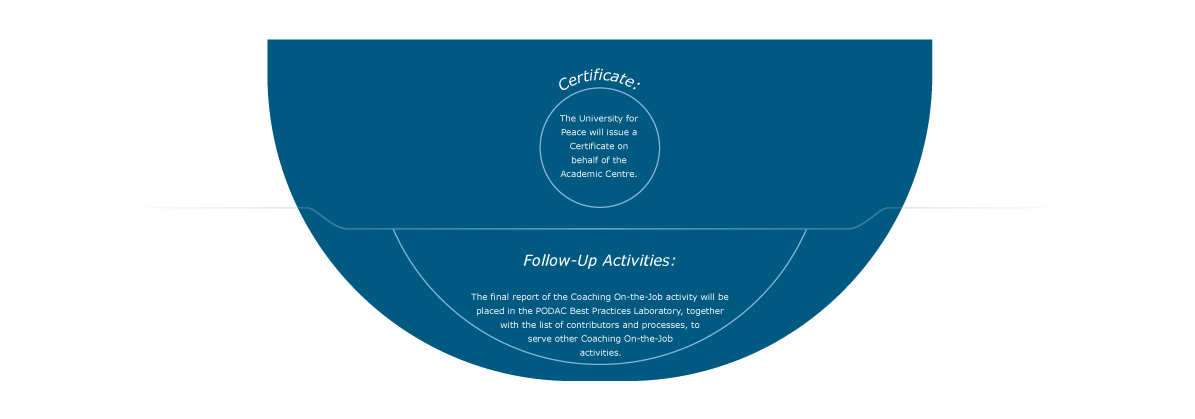 Certificate:
The University for
Peace will issue a
Certificate on
behalf of the
Academic Centre.
Follow-Up Activities:
The final report of the Coaching On-the-Job activity will be
placed in the PODAC Best Practices Laboratory, together
with the list of contributors and processes, to
serve other Coaching On-the-Job
activities.